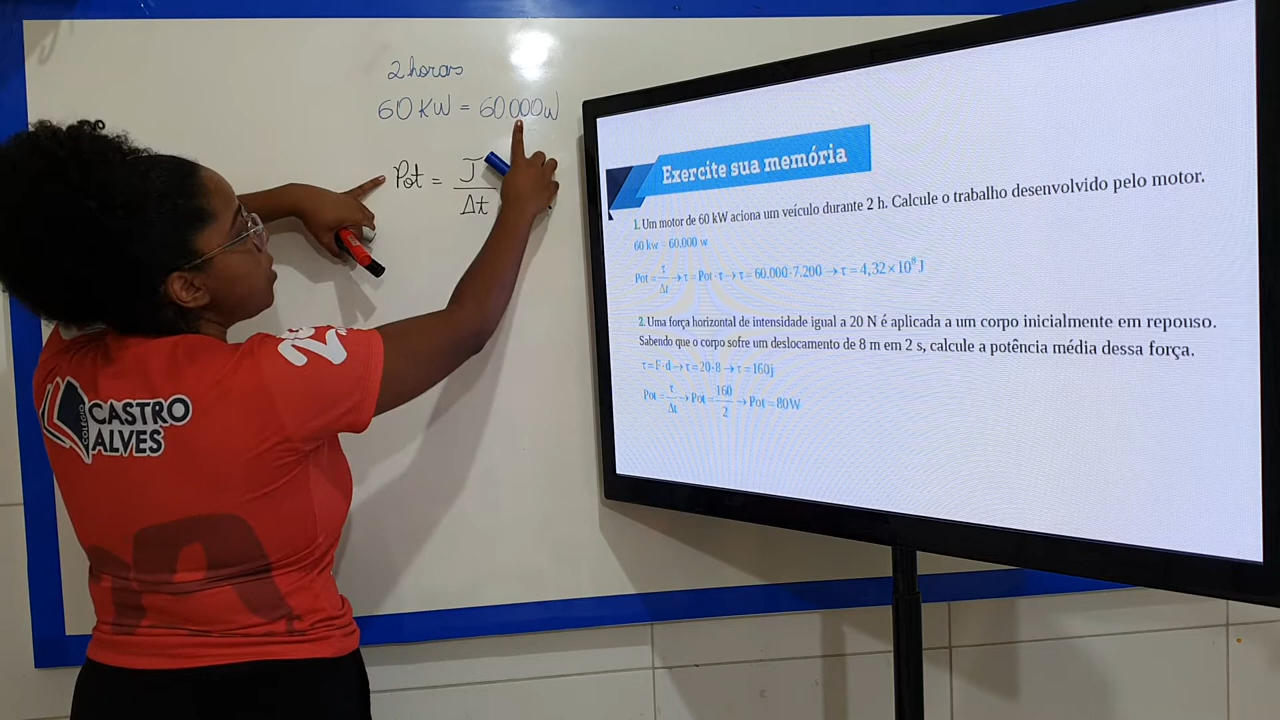 2 horas
60 KW = 60000W
Pot = J
Δt
COLÉGIO
CASTRO
ALVES
Exercite sua memória
1. Um motor de 60 kW aciona um veículo durante 2 h. Calcule o trabalho desenvolvido pelo motor.
60 kw = 60.000 w
Pot = τ/Δt → τ = Pot · τ → τ = 60.000·7.200 → τ = 4,32×10⁸ J
2. Uma força horizontal de intensidade igual a 20 N é aplicada a um corpo inicialmente em repouso.
Sabendo que o corpo sofre um deslocamento de 8 m em 2 s, calcule a potência média dessa força.
τ = F·d → τ = 20·8 → τ = 160j
Pot = τ/Δt → Pot = 160/2 → Pot = 80W